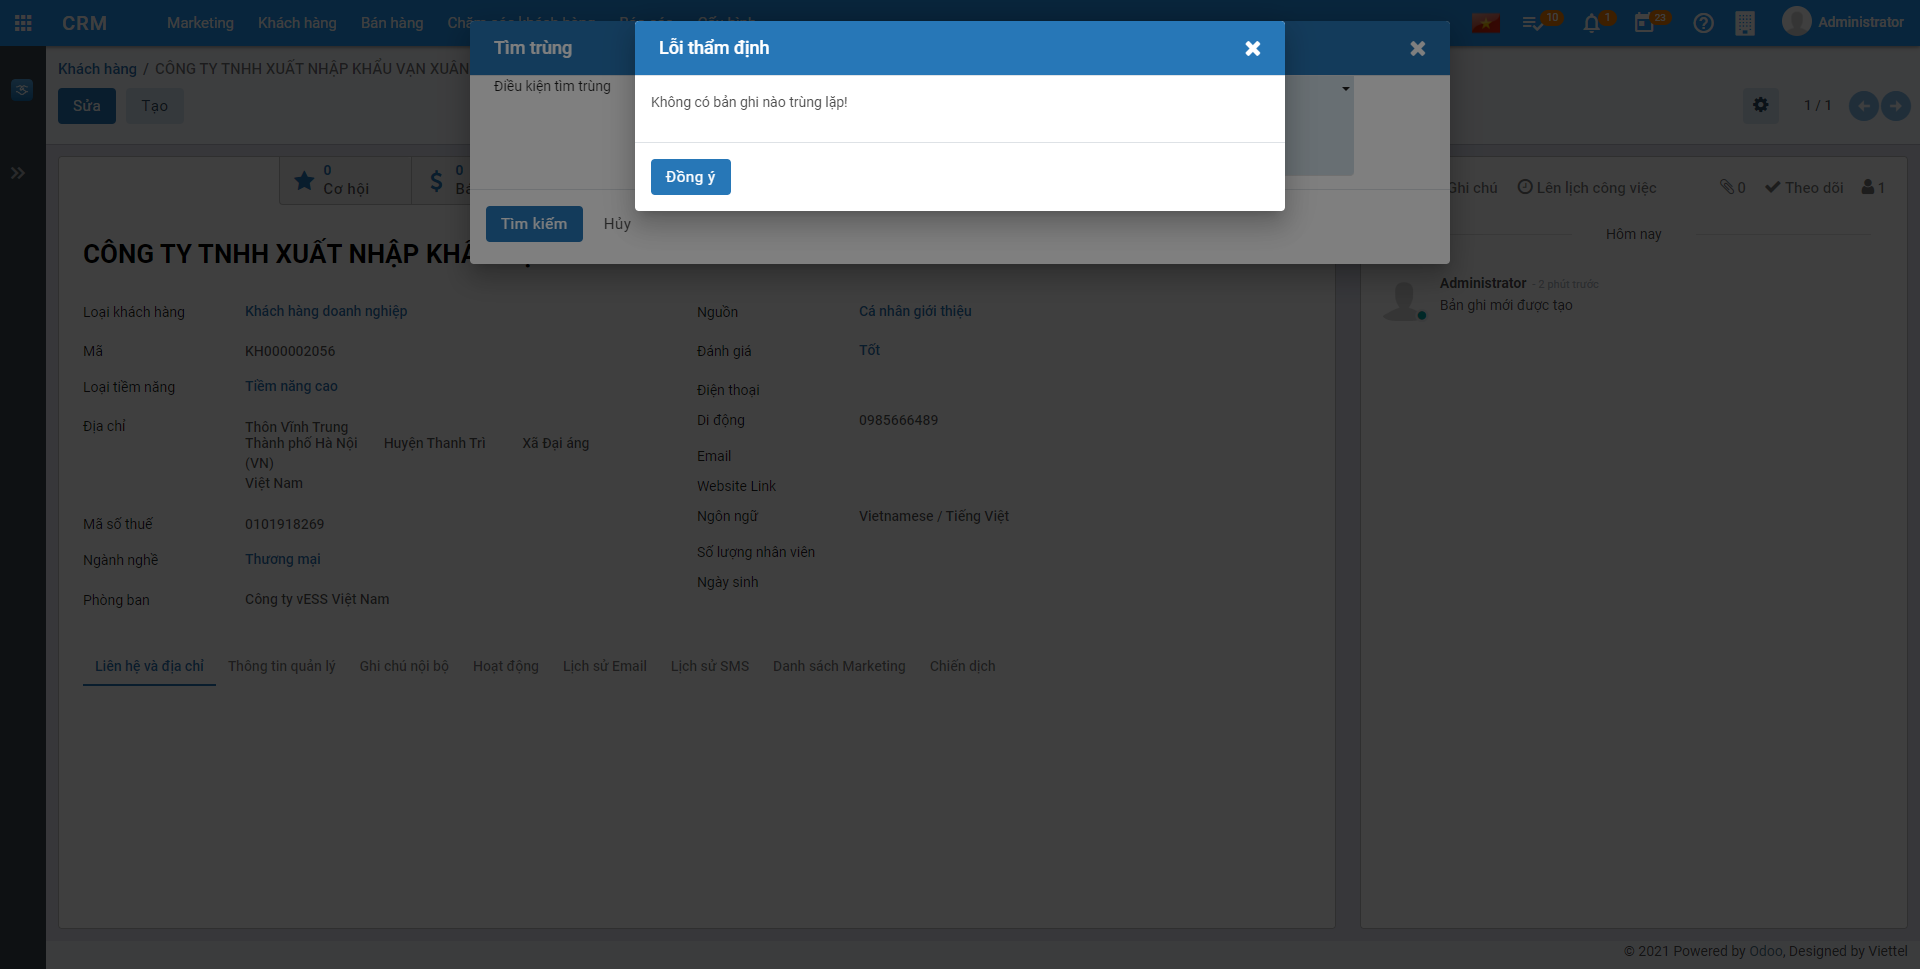 CRM
Marketing
Khách hàng
Bán hàng
10
1
23
Administrator
Khách hàng / CÔNG TY TNHH XUẤT NHẬP KHẨU VẠN XUÂN
Sửa
Tạo
1 / 1
Tìm trùng
Điều kiện tìm trùng
Tìm kiếm
Hủy
Lỗi thẩm định
Không có bản ghi nào trùng lặp!
Đồng ý
0
Cơ hội
0
Ghi chú
Lên lịch công việc
0
Theo dõi
1
Hôm nay
Administrator - 2 phút trước
Bản ghi mới được tạo
CÔNG TY TNHH XUẤT NHẬP
Loại khách hàng
Khách hàng doanh nghiệp
Mã
KH000002056
Loại tiềm năng
Tiềm năng cao
Địa chỉ
Thôn Vĩnh Trung
Thành phố Hà Nội (VN)
Huyện Thanh Trì
Xã Đại áng
Việt Nam
Mã số thuế
0101918269
Ngành nghề
Thương mại
Phòng ban
Công ty vESS Việt Nam
Nguồn
Cá nhân giới thiệu
Đánh giá
Tốt
Điện thoại
Di động
0985666489
Email
Website Link
Ngôn ngữ
Vietnamese / Tiếng Việt
Số lượng nhân viên
Ngày sinh
Liên hệ và địa chỉ
Thông tin quản lý
Ghi chú nội bộ
Hoạt động
Lịch sử Email
Lịch sử SMS
Danh sách Marketing
Chiến dịch
© 2021 Powered by Odoo, Designed by Viettel